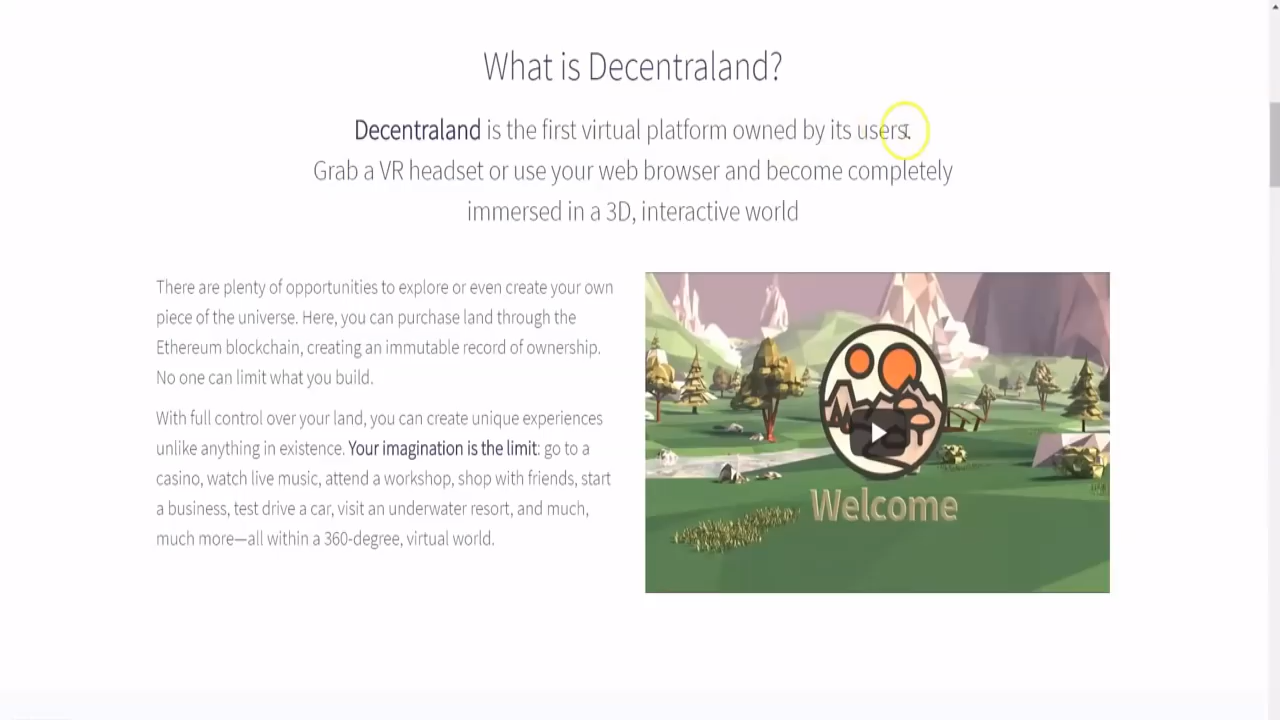 What is Decentraland?
Decentraland is the first virtual platform owned by its users.
Grab a VR headset or use your web browser and become completely
immersed in a 3D, interactive world
There are plenty of opportunities to explore or even create your own
piece of the universe. Here, you can purchase land through the
Ethereum blockchain, creating an immutable record of ownership.
No one can limit what you build.
With full control over your land, you can create unique experiences
unlike anything in existence. Your imagination is the limit: go to a
casino, watch live music, attend a workshop, shop with friends, start
a business, test drive a car, visit an underwater resort, and much,
much more—all within a 360-degree, virtual world.
Welcome